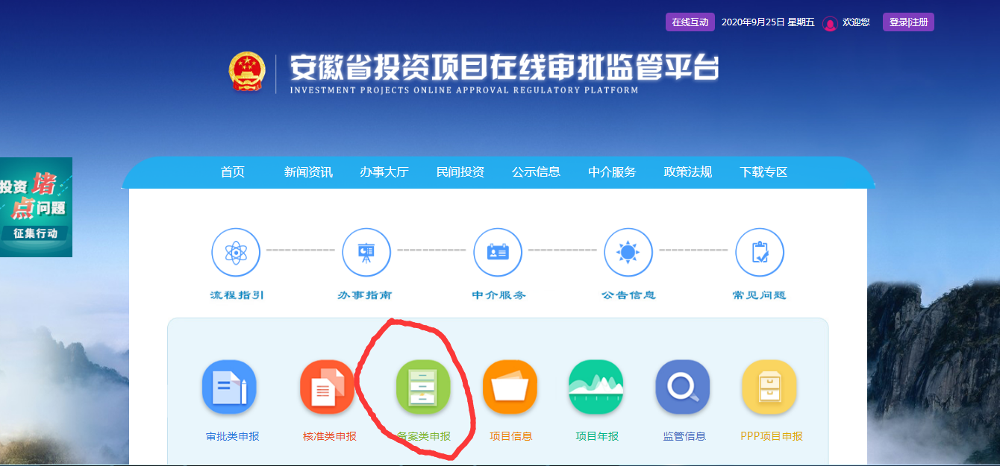 在线互动 2020年9月25日 星期五 欢迎您 登录|注册
安徽省投资项目在线审批监管平台
INVESTMENT PROJECTS ONLINE APPROVAL REGULATORY PLATFORM
首页 新闻资讯 办事大厅 民间投资 公示信息 中介服务 政策法规 下载专区
投资堵
点问题
征集行动
流程指引 办事指南 中介服务 公告信息 常见问题
审批类申报 核准类申报 备案类申报 项目信息 项目年报 监管信息 PPP项目申报